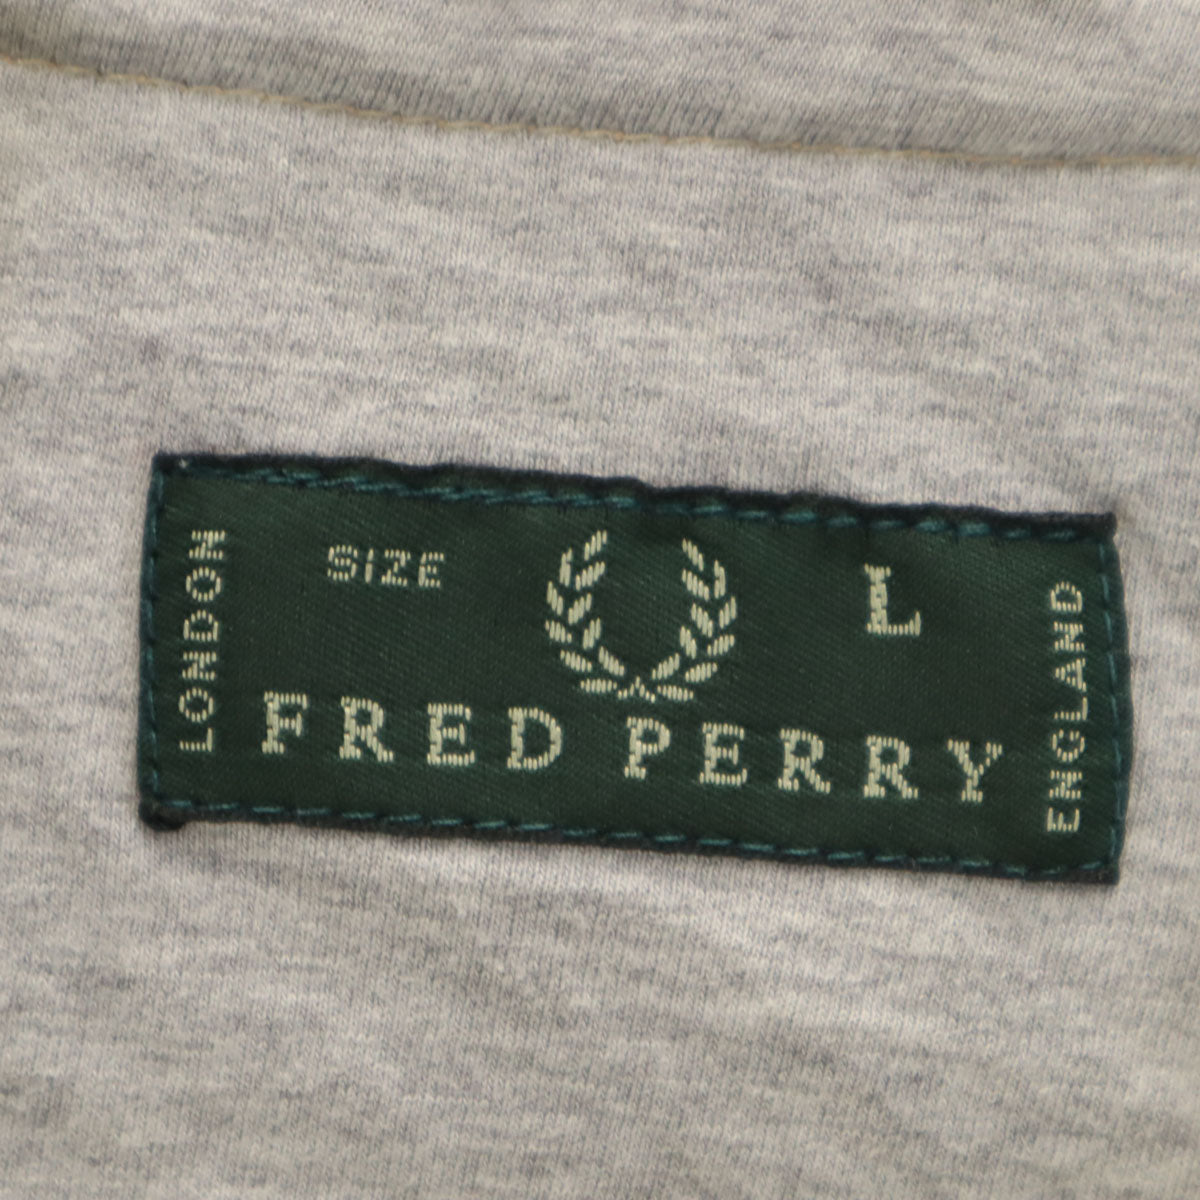 LONDON
SIZE L
FRED PERRY
ENGLAND